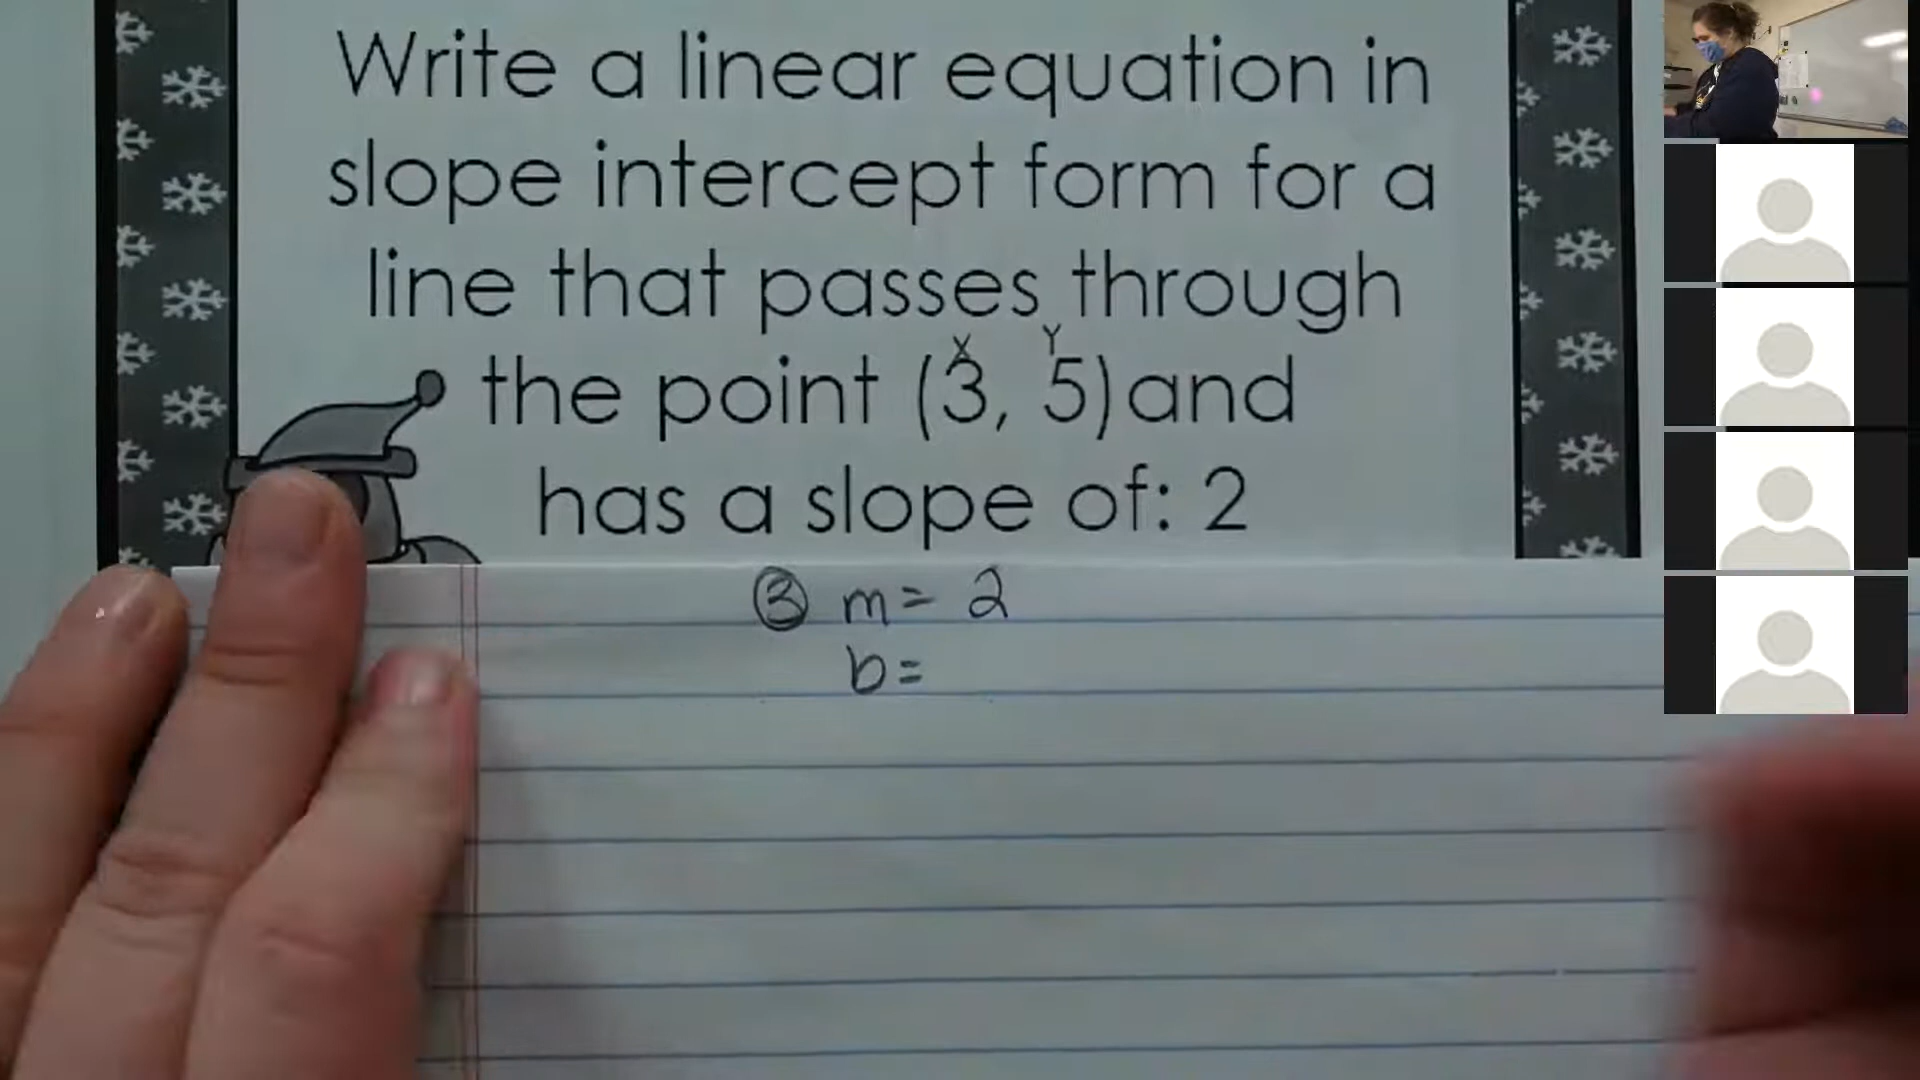 Write a linear equation in
slope intercept form for a
line that passes through
x y
the point (3, 5) and
has a slope of: 2
③ m = 2
b =